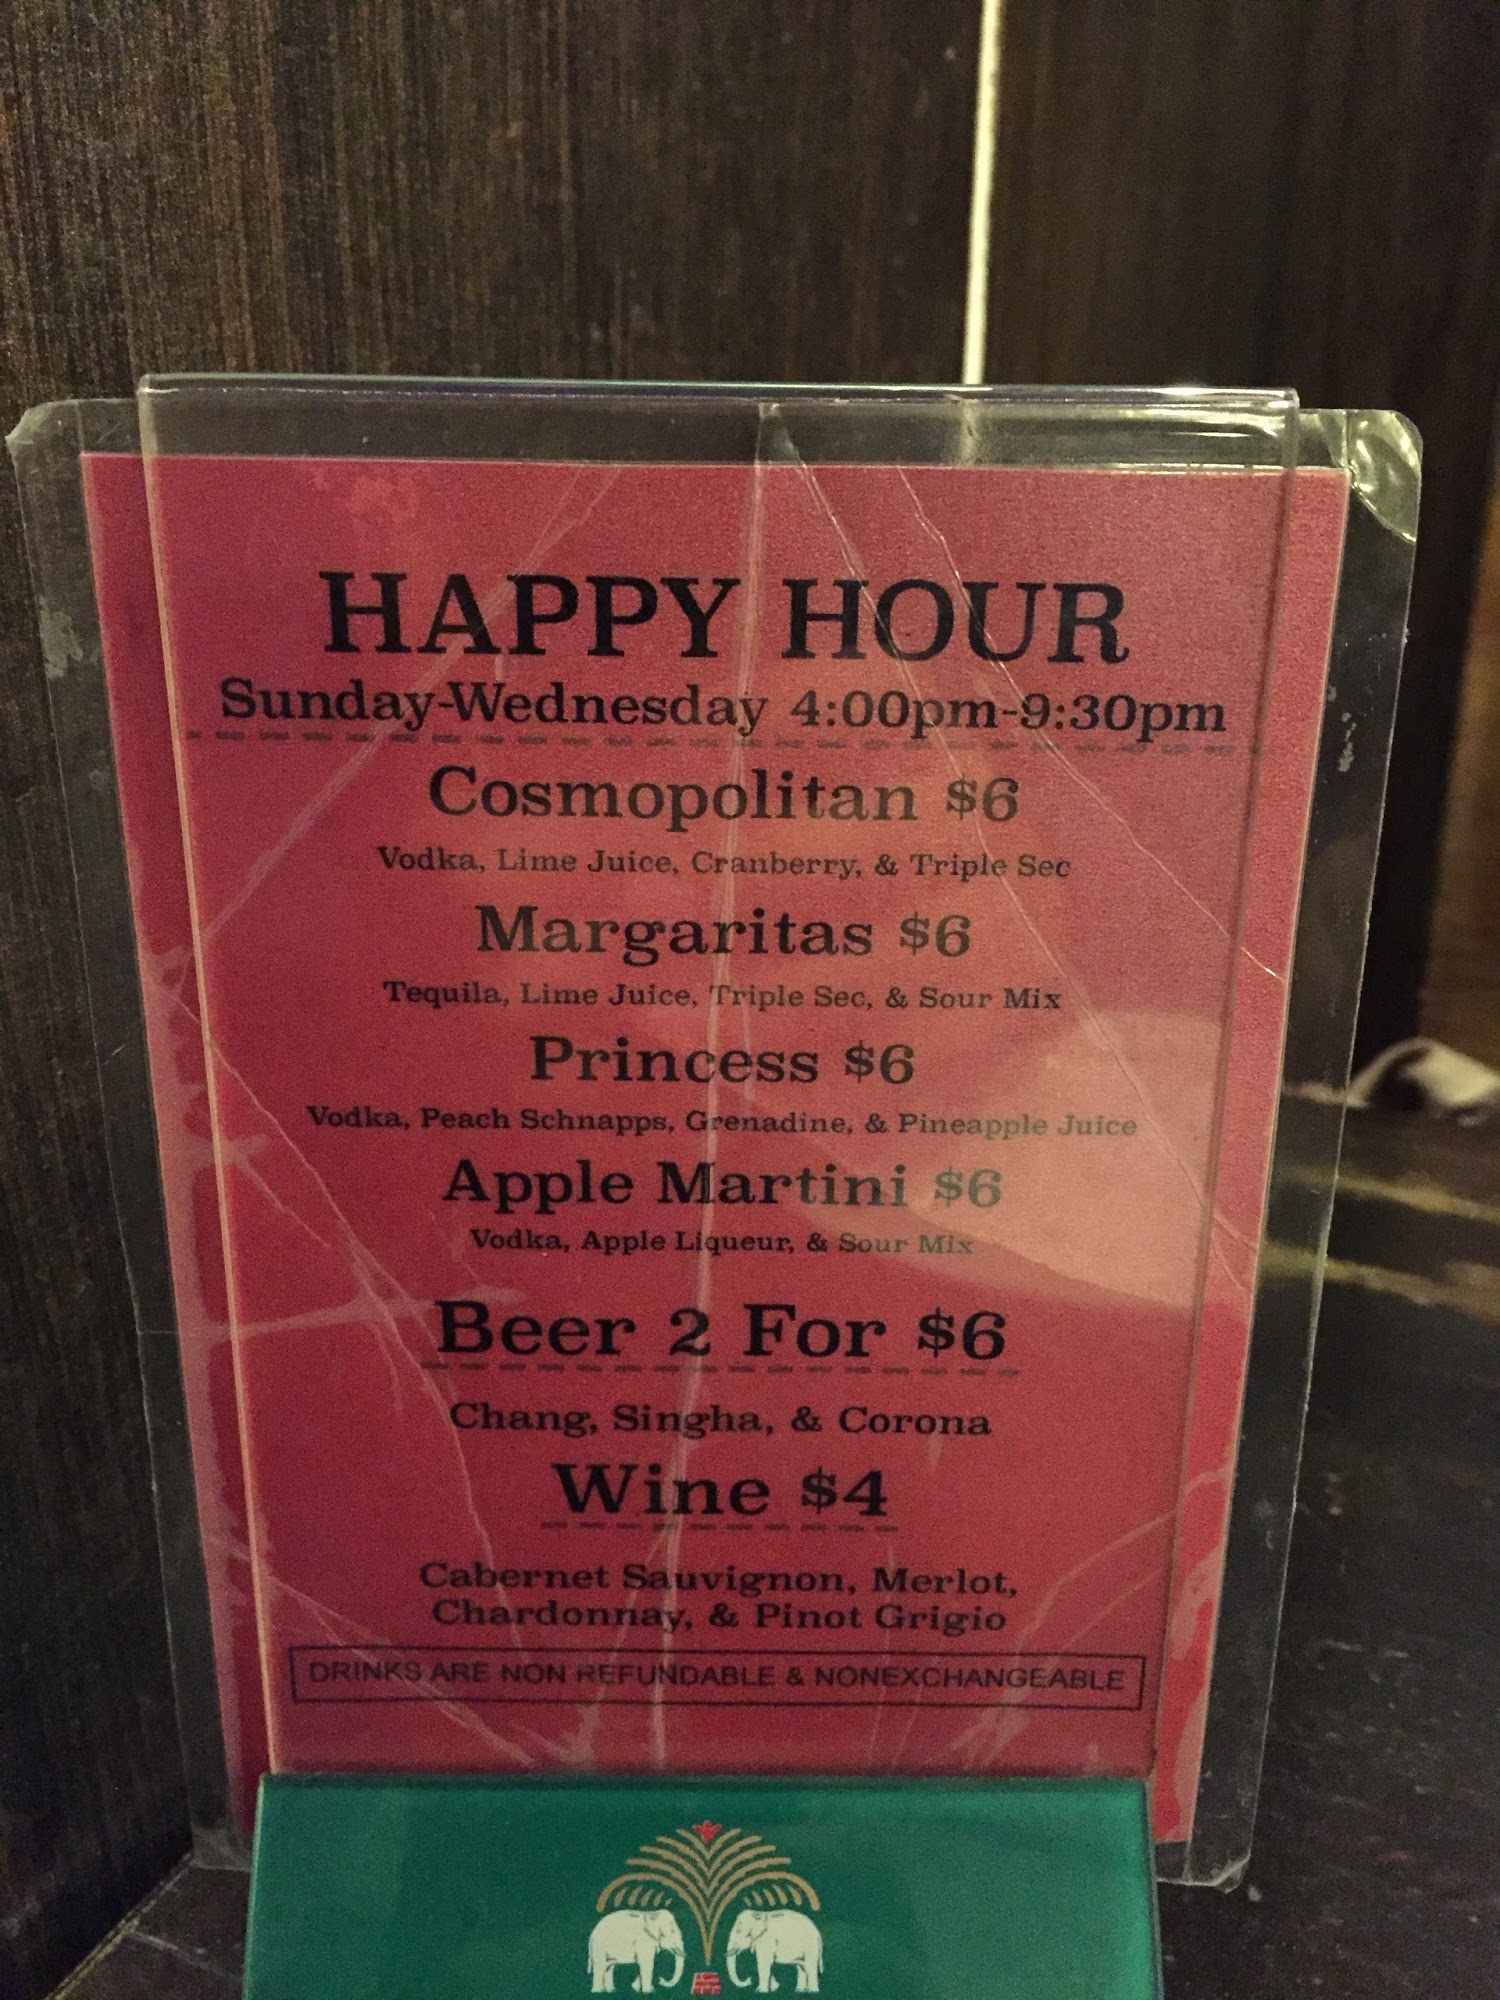 HAPPY HOUR
Sunday-Wednesday 4:00pm-9:30pm
Cosmopolitan $6
Vodka, Lime Juice, Cranberry, & Triple Sec
Margaritas $6
Tequila, Lime Juice, Triple Sec, & Sour Mix
Princess $6
Vodka, Peach Schnapps, Grenadine, & Pineapple Juice
Apple Martini $6
Vodka, Apple Liqueur, & Sour Mix
Beer 2 For $6
Chang, Singha, & Corona
Wine $4
Cabernet Sauvignon, Merlot,
Chardonnay, & Pinot Grigio
DRINKS ARE NON REFUNDABLE & NONEXCHANGEABLE